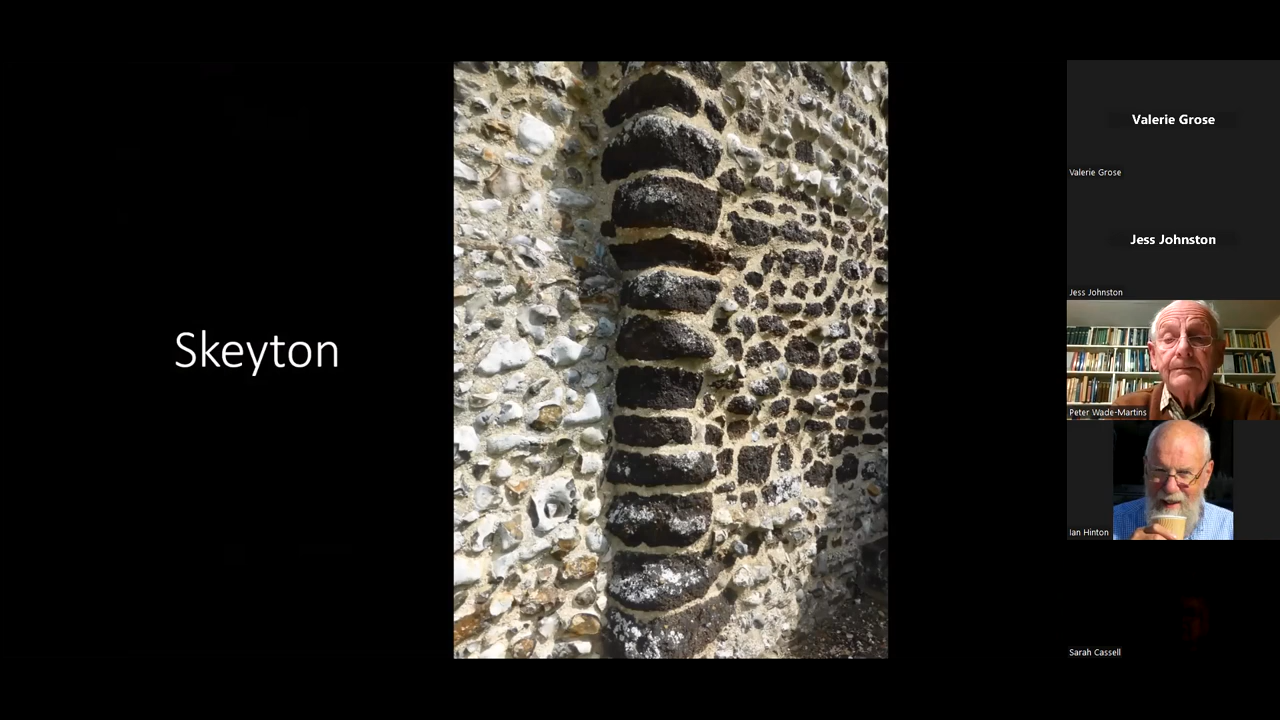 Skeyton
Valerie Grose
Valerie Grose
Jess Johnston
Jess Johnston
Peter Wade-Martins
Ian Hinton
Sarah Cassell